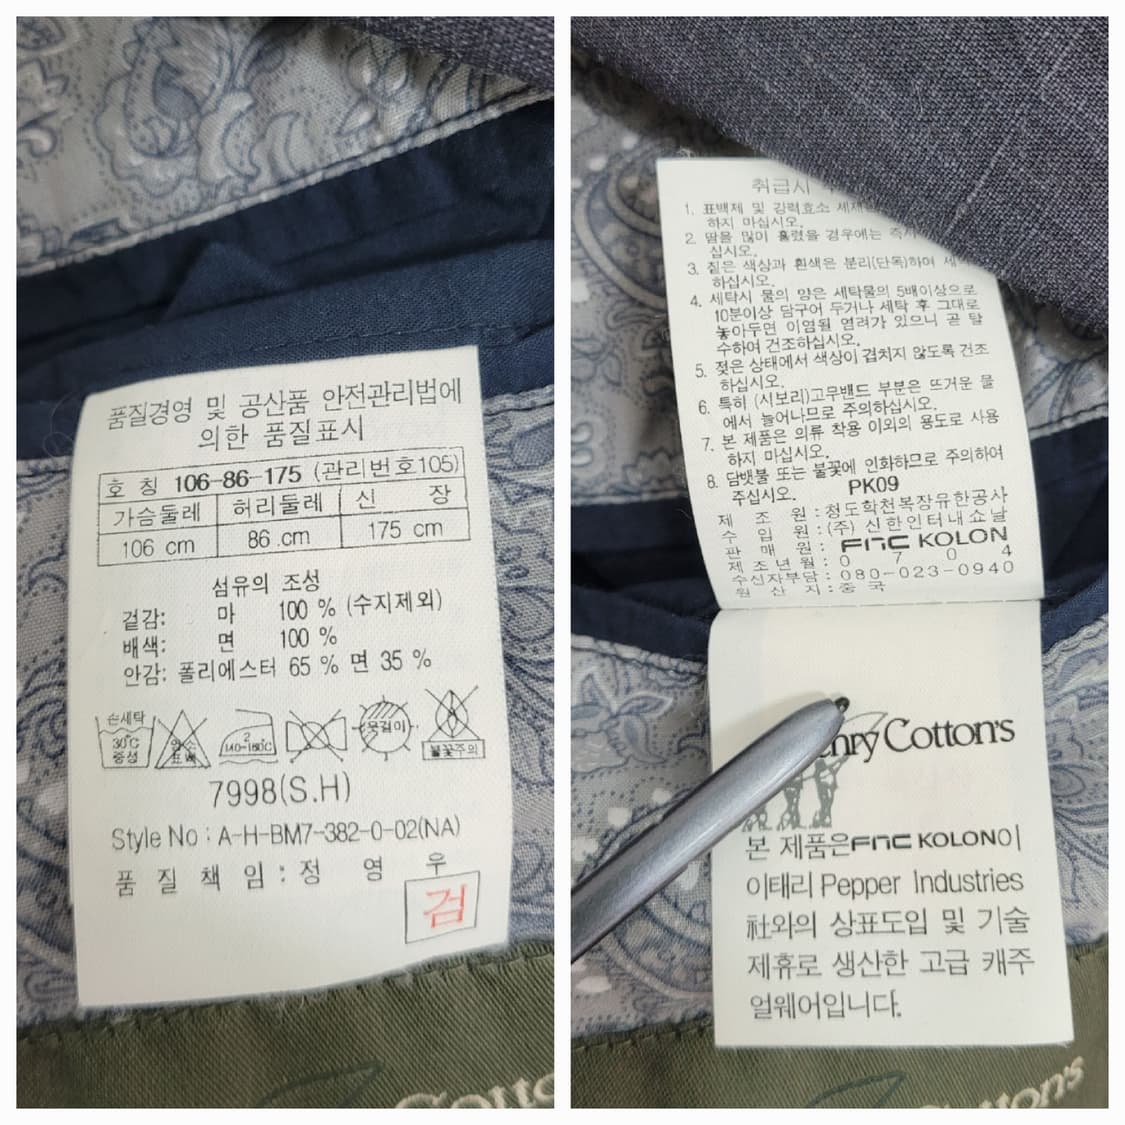 품질경영 및 공산품 안전관리법에
의한 품질표시
호 칭 106-86-175 (관리번호105)
가슴둘레 허리둘레 신 장
106 cm 86 cm 175 cm
섬유의 조성
겉감: 마 100 % (수지제외)
배색: 면 100 %
안감: 폴리에스터 65 % 면 35 %
손세탁 30℃ 중성 염소 표백 2 140~160℃ 옷걸이 불꽃주의
7998(S.H)
Style No : A-H-BM7-382-0-02(NA)
품 질 책 임 : 정 영 우
검
취급시
1. 표백제 및 강력효소 세제
하지 마십시오.
2. 땀을 많이 흘렸을 경우에는 즉시
십시오.
3. 짙은 색상과 흰색은 분리(단독)하여 세
하십시오.
4. 세탁시 물의 양은 세탁물의 5배이상으로
10분이상 담구어 두거나 세탁 후 그대로
놓아두면 이염될 염려가 있으니 곧 탈
수하여 건조하십시오.
5. 젖은 상태에서 색상이 겹치지 않도록 건조
하십시오.
6. 특히 (시보리)고무밴드 부분은 뜨거운 물
에서 늘어나므로 주의하십시오.
7. 본 제품은 의류 착용 이외의 용도로 사용
하지 마십시오.
8. 담뱃불 또는 불꽃에 인화하므로 주의하여
주십시오. PK09
제 조 원 : 청도학천복장유한공사
수 입 원 : (주) 신한인터내쇼날
판 매 원 : FnC KOLON
제 조 년 월 : 0 7 0 4
수신자부담 : 080-023-0940
원 산 지 : 중 국
enry Cotton's
본 제품은 FnC KOLON이
이태리 Pepper Industries
社와의 상표도입 및 기술
제휴로 생산한 고급 캐주
얼웨어입니다.
Cotto
Cotton's